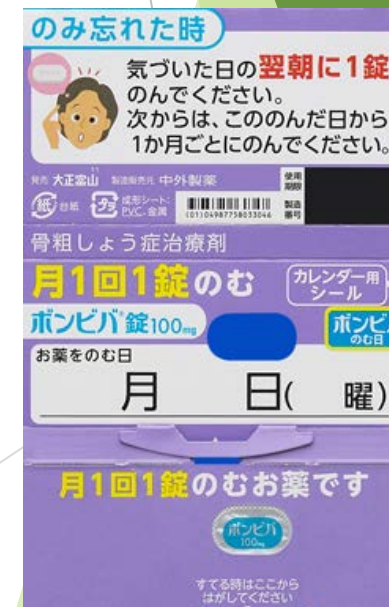 のみ忘れた時
気づいた日の翌朝に1錠
のんでください。
次からは、こののんだ日から
1か月ごとにのんでください。
発売 大正富山 製造販売元 中外製薬
使用期限
紙 台紙 プラ 成形シート:PVC、金属
(01)04987758033046
製造番号
骨粗しょう症治療剤
月1回1錠のむ
カレンダー用シール
ボンビバ錠100mg
ボンビ
のむ日
お薬をのむ日
月 日( 曜)
月1回1錠のむお薬です
ボンビバ
100mg
すてる時はここから
はがしてください